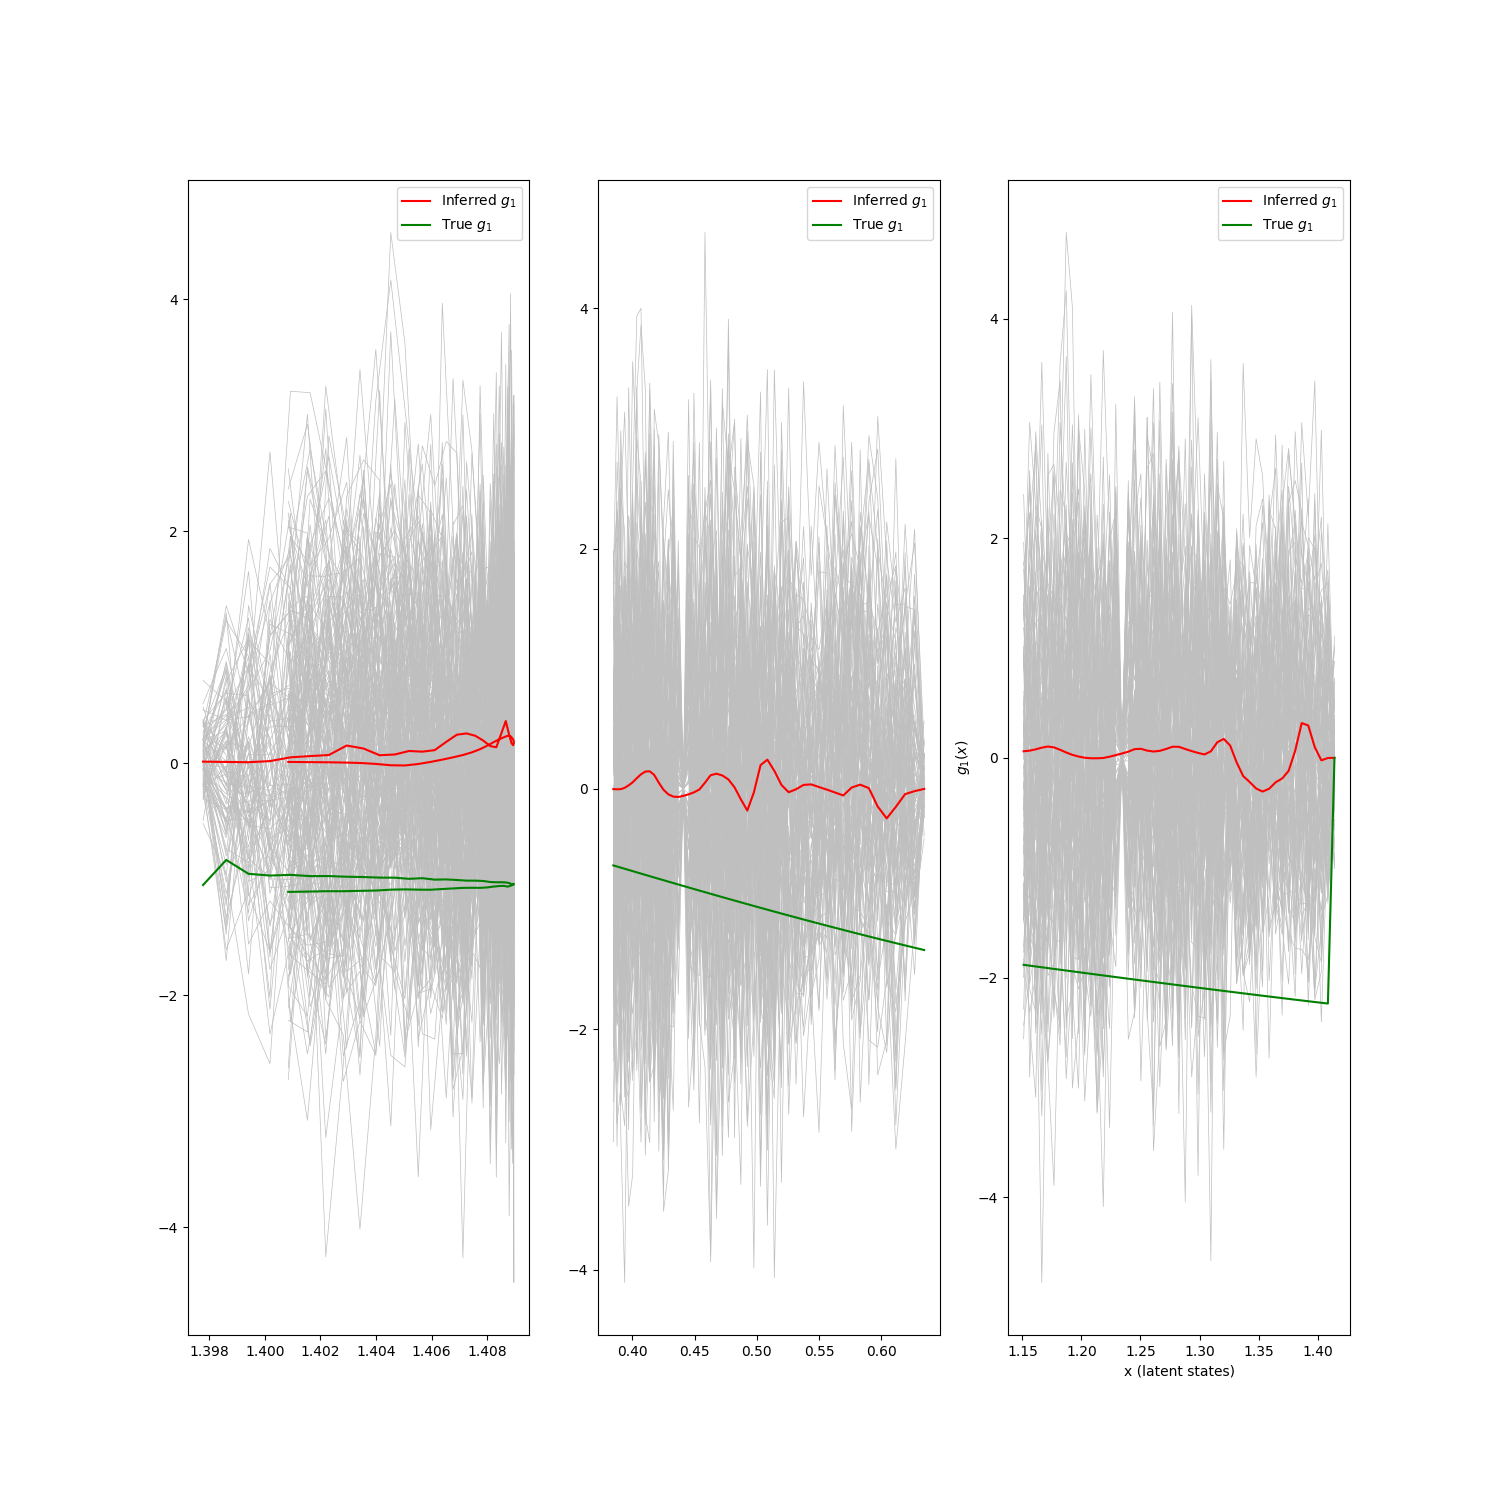 Inferred g₁
True g₁
4
2
0
−2
−4
1.398 1.400 1.402 1.404 1.406 1.408
Inferred g₁
True g₁
4
2
0
−2
−4
0.40 0.45 0.50 0.55 0.60
Inferred g₁
True g₁
g₁(x)
4
2
0
−2
−4
1.15 1.20 1.25 1.30 1.35 1.40
x (latent states)